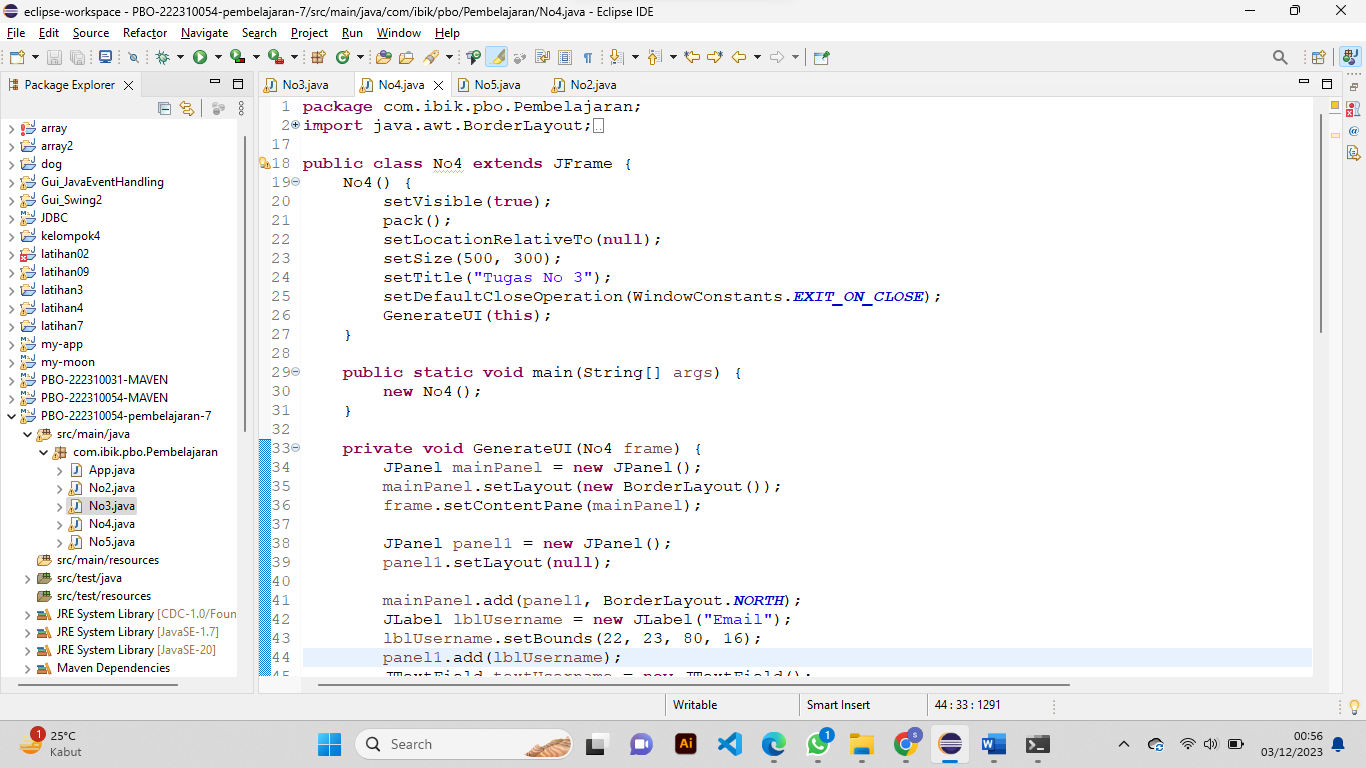 eclipse-workspace - PBO-222310054-pembelajaran-7/src/main/java/com/ibik/pbo/Pembelajaran/No4.java - Eclipse IDE
File Edit Source Refactor Navigate Search Project Run Window Help
Package Explorer
array
array2
dog
Gui_JavaEventHandling
Gui_Swing2
JDBC
kelompok4
latihan02
latihan09
latihan3
latihan4
latihan7
my-app
my-moon
PBO-222310031-MAVEN
PBO-222310054-MAVEN
PBO-222310054-pembelajaran-7
src/main/java
com.ibik.pbo.Pembelajaran
App.java
No2.java
No3.java
No4.java
No5.java
src/main/resources
src/test/java
src/test/resources
JRE System Library [CDC-1.0/Foun
JRE System Library [JavaSE-1.7]
JRE System Library [JavaSE-20]
Maven Dependencies
No3.java No4.java No5.java No2.java
1 package com.ibik.pbo.Pembelajaran;
2 import java.awt.BorderLayout;
17
18 public class No4 extends JFrame {
19 No4() {
20 setVisible(true);
21 pack();
22 setLocationRelativeTo(null);
23 setSize(500, 300);
24 setTitle("Tugas No 3");
25 setDefaultCloseOperation(WindowConstants.EXIT_ON_CLOSE);
26 GenerateUI(this);
27 }
28
29 public static void main(String[] args) {
30 new No4();
31 }
32
33 private void GenerateUI(No4 frame) {
34 JPanel mainPanel = new JPanel();
35 mainPanel.setLayout(new BorderLayout());
36 frame.setContentPane(mainPanel);
37
38 JPanel panel1 = new JPanel();
39 panel1.setLayout(null);
40
41 mainPanel.add(panel1, BorderLayout.NORTH);
42 JLabel lblUsername = new JLabel("Email");
43 lblUsername.setBounds(22, 23, 80, 16);
44 panel1.add(lblUsername);
45 JTextField textUsername = new JTextField();
Writable Smart Insert 44 : 33 : 1291
1
25°C
Kabut
Search
Ai
1
S
00:56
03/12/2023